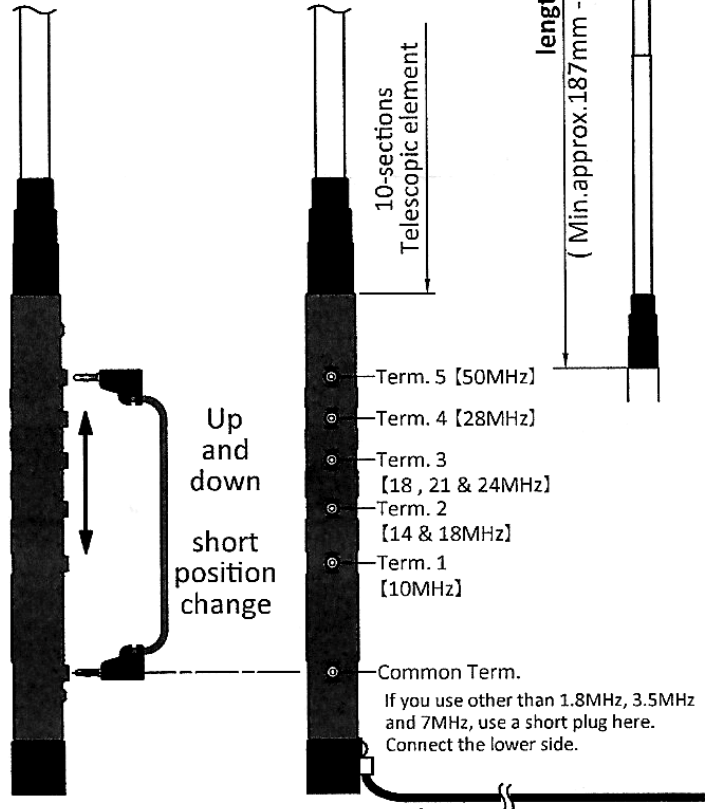 10-sections
Telescopic element
lengt
( Min.approx.187mm -
Up
and
down
short
position
change
Term. 5【50MHz】
Term. 4【28MHz】
Term. 3
【18 , 21 & 24MHz】
Term. 2
【14 & 18MHz】
Term. 1
【10MHz】
Common Term.
If you use other than 1.8MHz, 3.5MHz
and 7MHz, use a short plug here.
Connect the lower side.